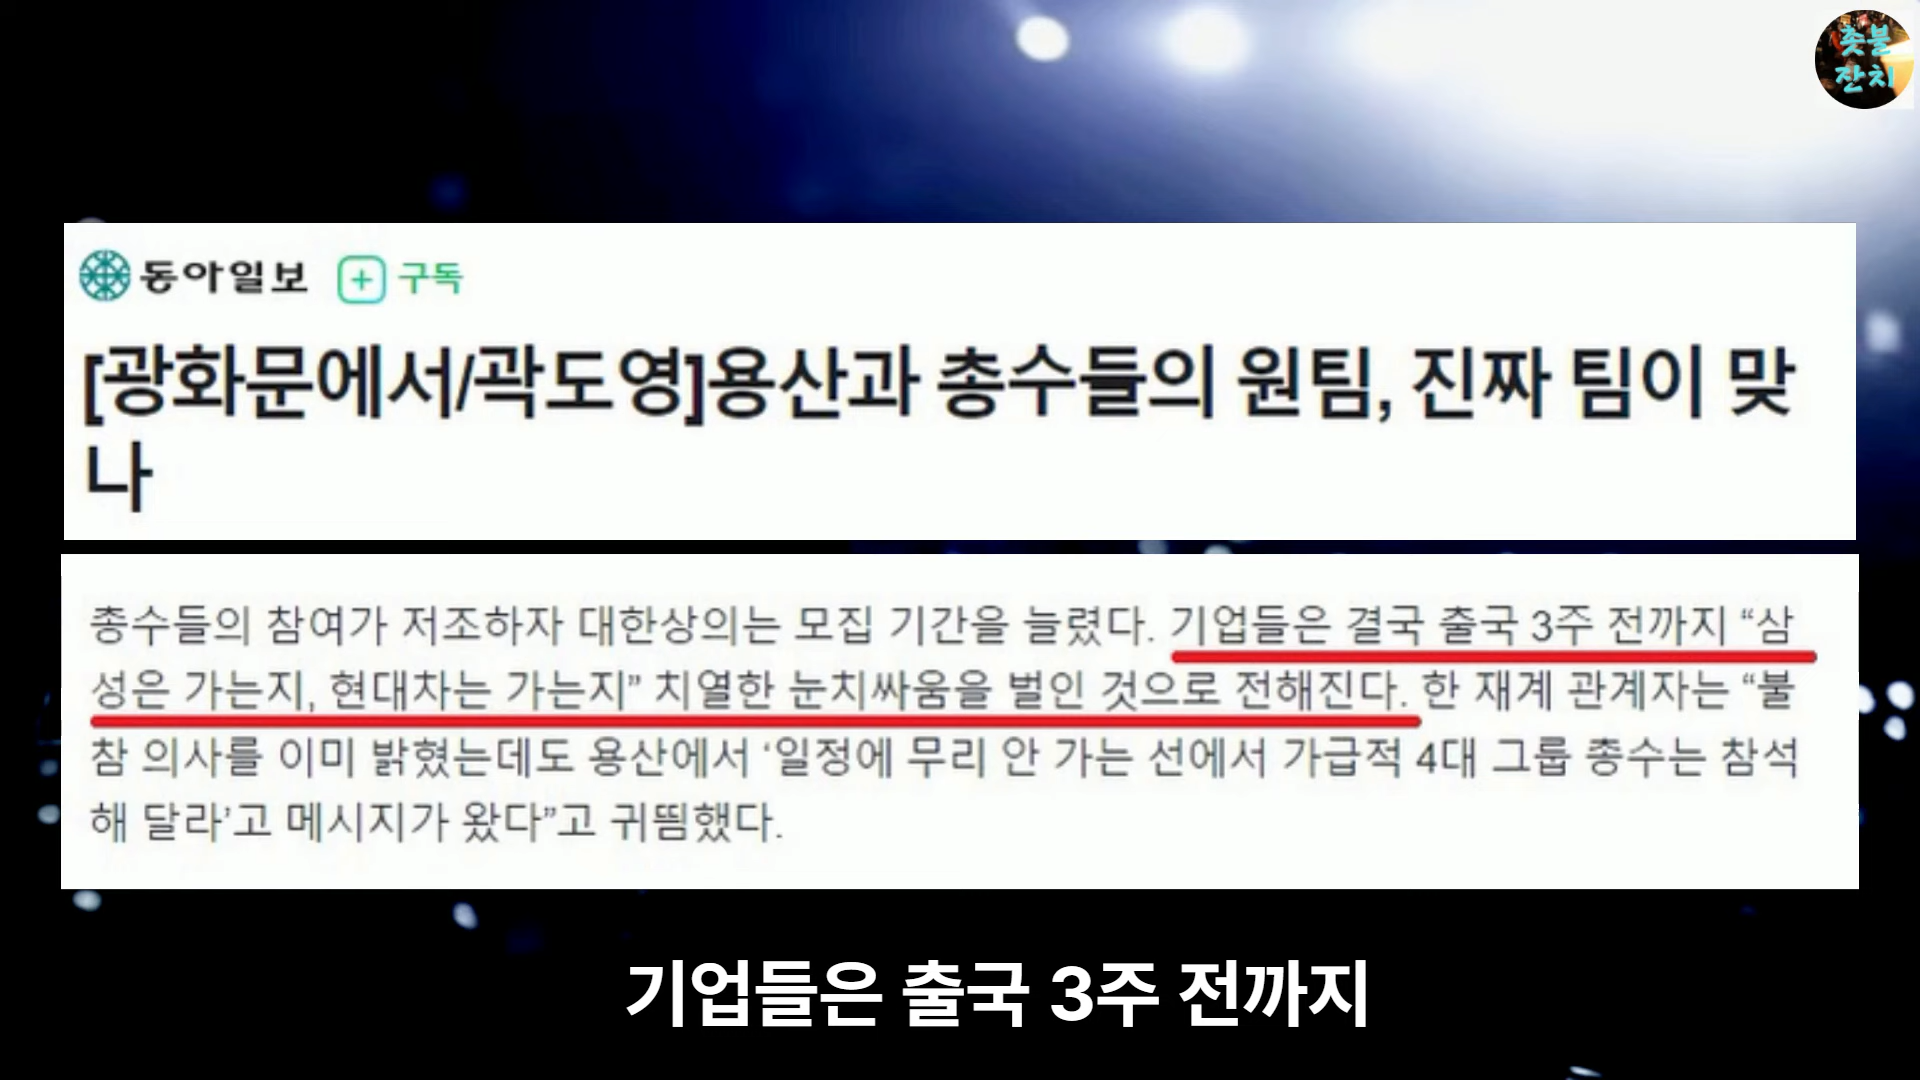 촛불
잔치
동아일보 + 구독
[광화문에서/곽도영]용산과 총수들의 원팀, 진짜 팀이 맞
나
총수들의 참여가 저조하자 대한상의는 모집 기간을 늘렸다. 기업들은 결국 출국 3주 전까지 “삼
성은 가는지, 현대차는 가는지” 치열한 눈치싸움을 벌인 것으로 전해진다. 한 재계 관계자는 “불
참 의사를 이미 밝혔는데도 용산에서 ‘일정에 무리 안 가는 선에서 가급적 4대 그룹 총수는 참석
해 달라’고 메시지가 왔다”고 귀띔했다.
기업들은 출국 3주 전까지